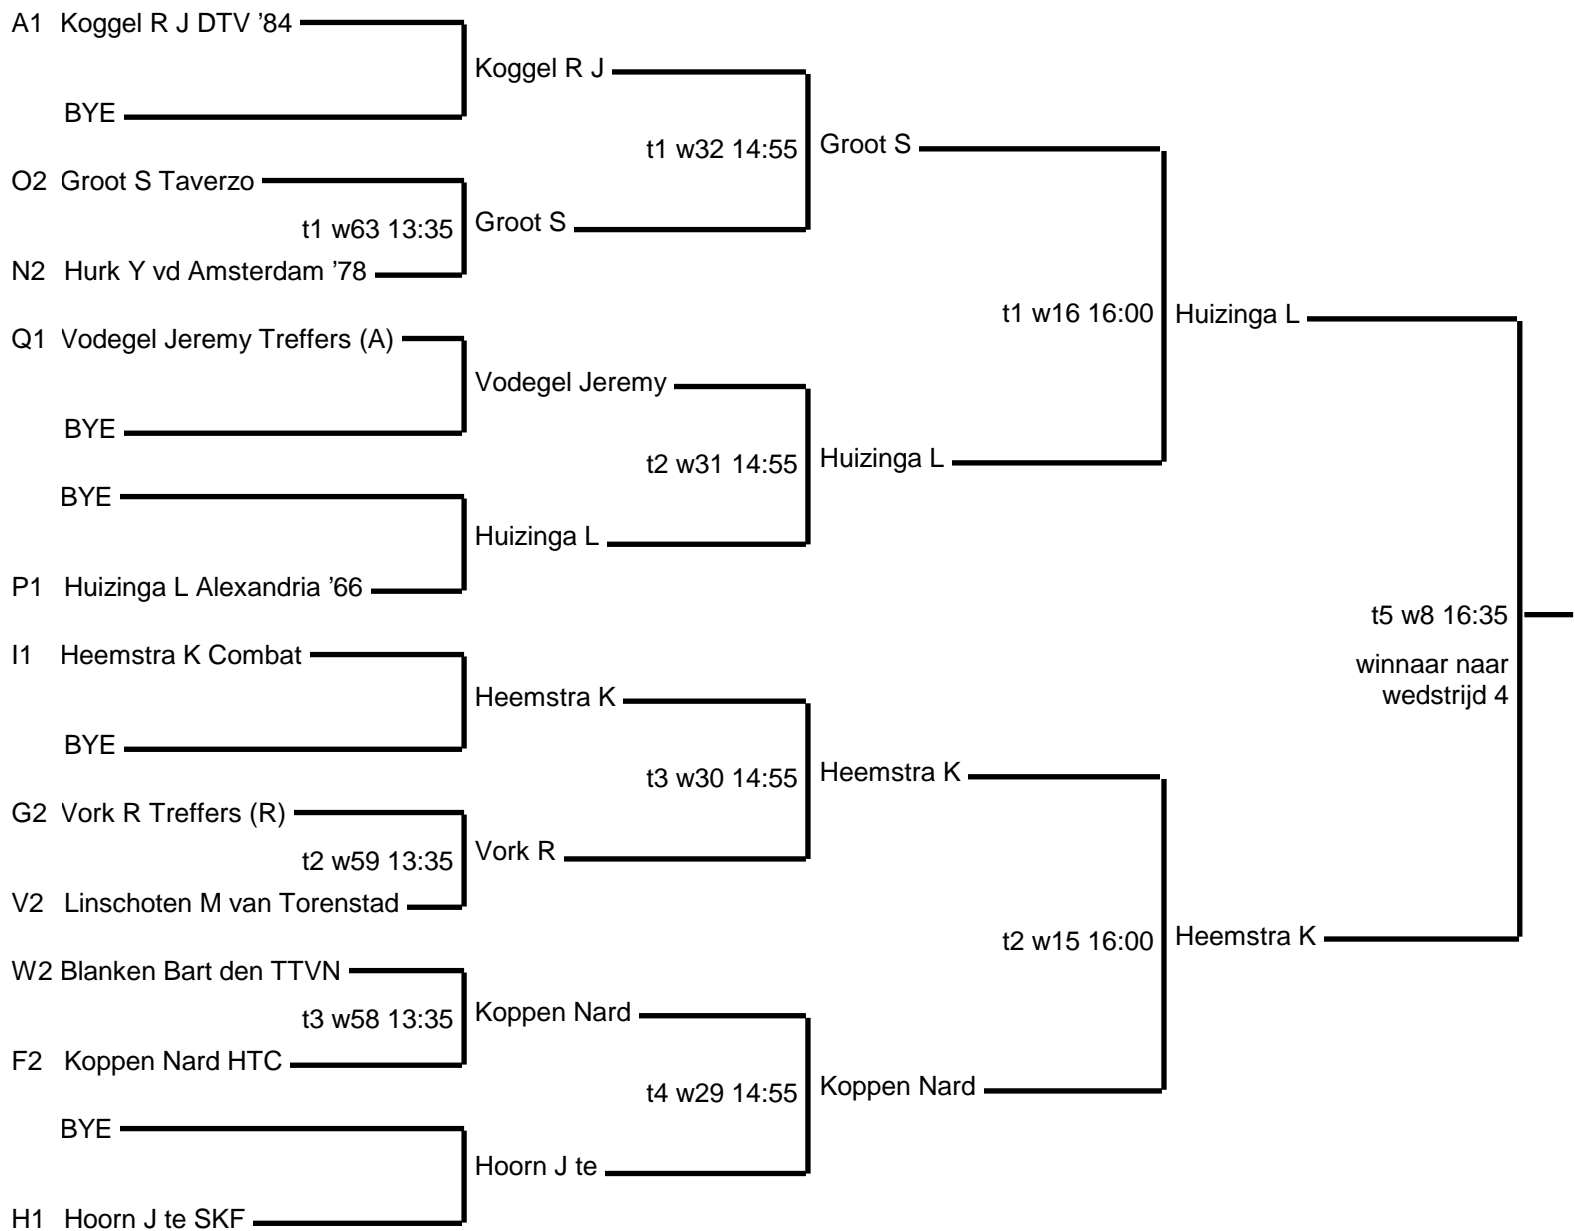 A1 Koggel R J DTV ’84
Koggel R J
BYE
t1 w32 14:55
Groot S
O2 Groot S Taverzo
t1 w63 13:35
Groot S
N2 Hurk Y vd Amsterdam ’78
t1 w16 16:00
Huizinga L
Q1 Vodegel Jeremy Treffers (A)
Vodegel Jeremy
BYE
t2 w31 14:55
Huizinga L
BYE
Huizinga L
P1 Huizinga L Alexandria ’66
t5 w8 16:35
winnaar naar
wedstrijd 4
I1 Heemstra K Combat
Heemstra K
BYE
t3 w30 14:55
Heemstra K
G2 Vork R Treffers (R)
t2 w59 13:35
Vork R
V2 Linschoten M van Torenstad
t2 w15 16:00
Heemstra K
W2 Blanken Bart den TTVN
t3 w58 13:35
Koppen Nard
F2 Koppen Nard HTC
t4 w29 14:55
Koppen Nard
BYE
Hoorn J te
H1 Hoorn J te SKF